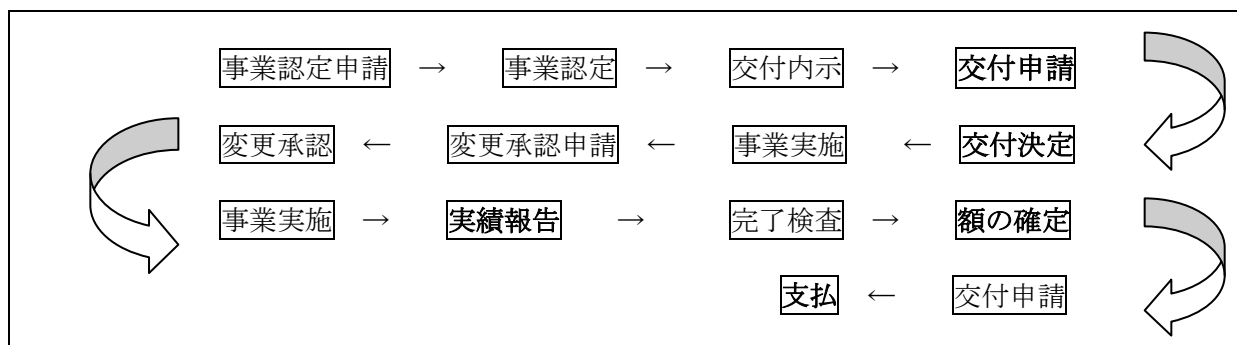 事業認定申請 → 事業認定 → 交付内示 → 交付申請
変更承認 ← 変更承認申請 ← 事業実施 ← 交付決定
事業実施 → 実績報告 → 完了検査 → 額の確定
支払 ← 交付申請